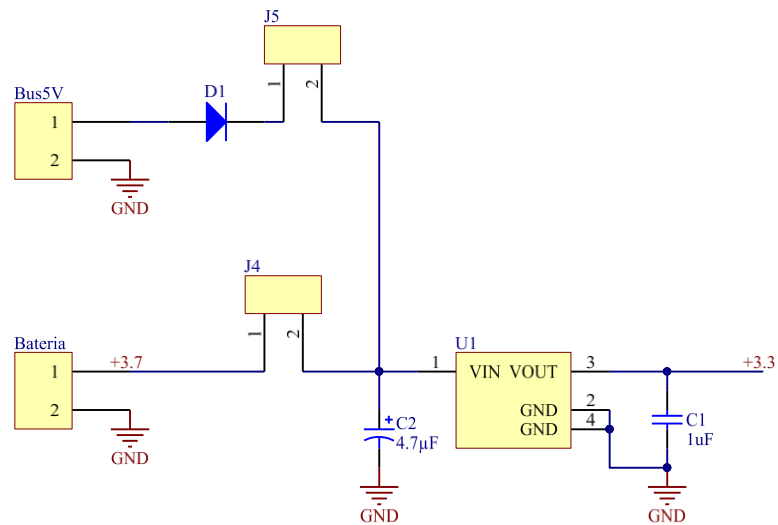 J5
1
2
Bus5V
1
2
GND
D1
J4
1
2
Bateria
1
2
+3.7
GND
C2
4.7µF
GND
U1
1
VIN VOUT
3
GND
2
GND
4
+3.3
C1
1uF
GND